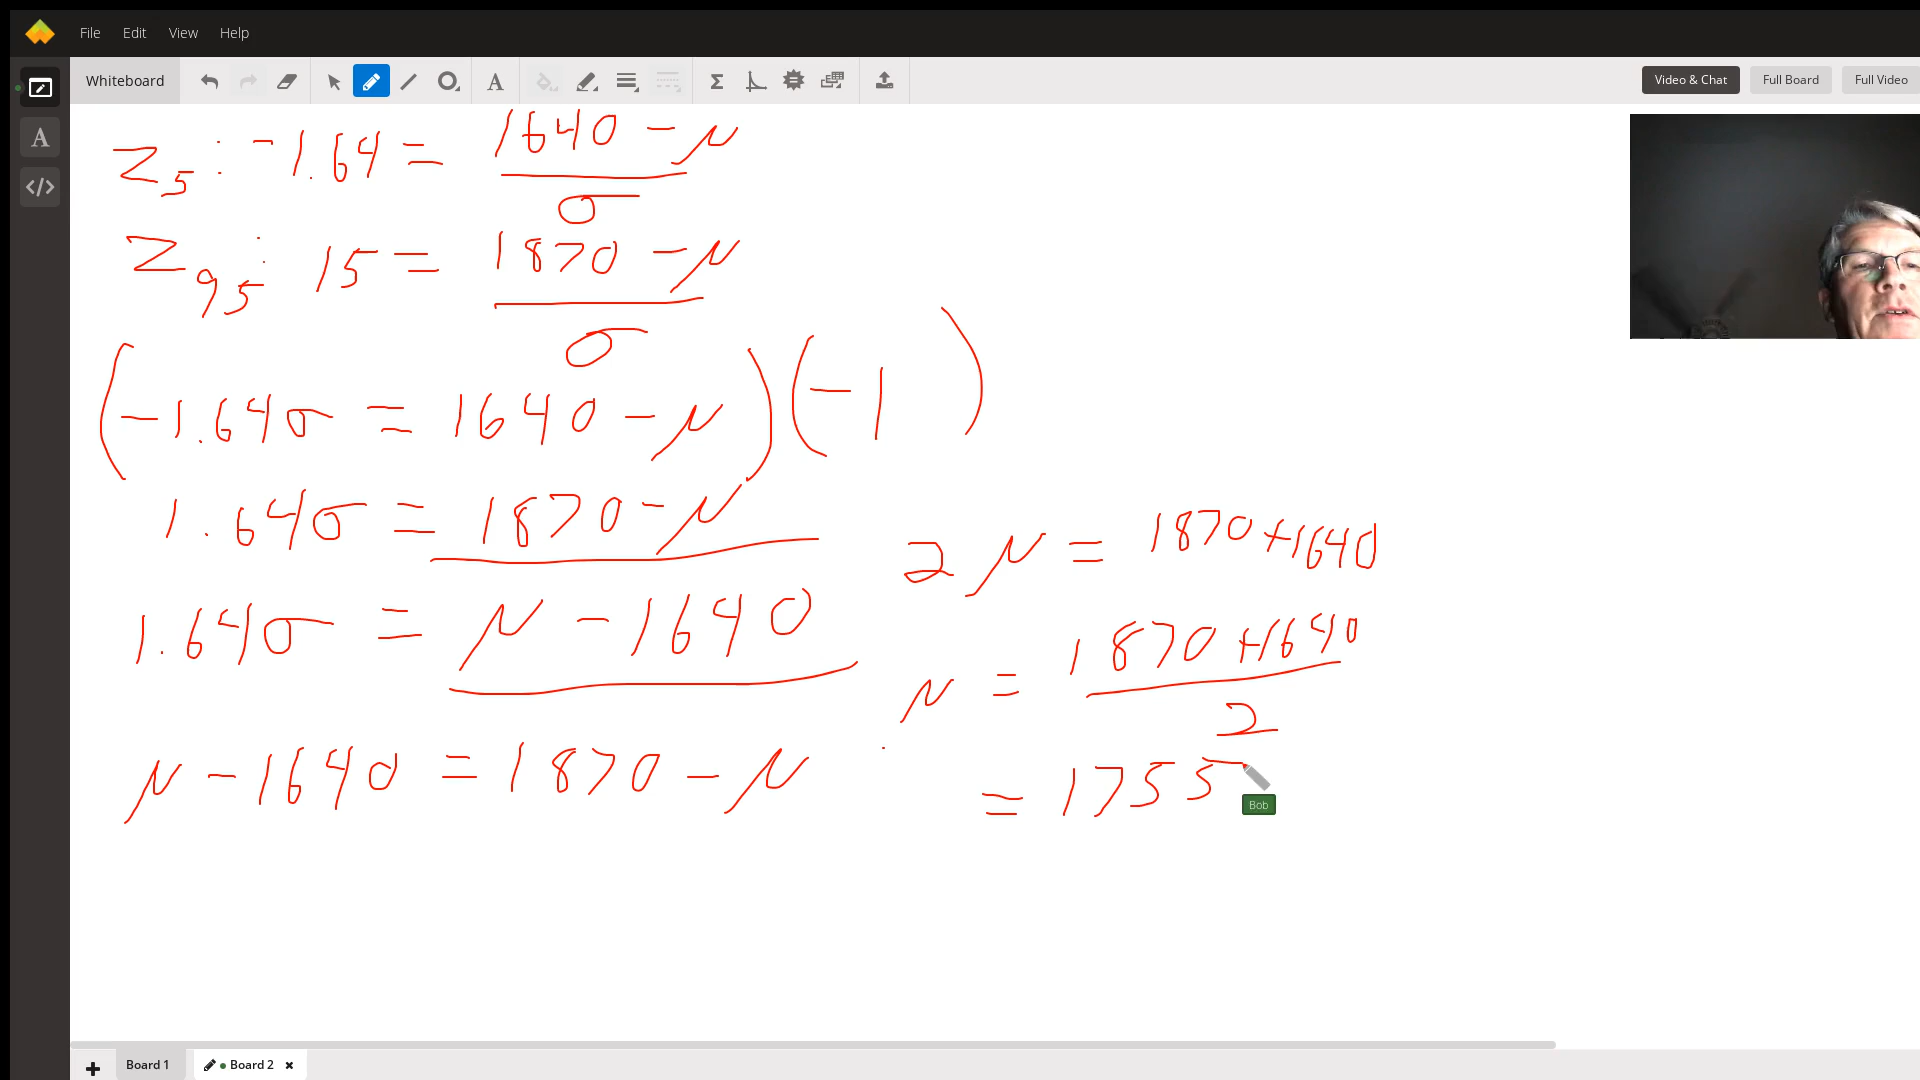 File Edit View Help
Whiteboard A Σ Video & Chat Full Board Full Video
A
z₅ : -1.64 = (1640 - μ)/σ
z₉₅ : 15 = (1870 - μ)/σ
(-1.64σ = 1640 - μ)(-1 )
1.64σ = 1870 - μ
1.64σ = μ - 1640
μ - 1640 = 1870 - μ
2μ = 1870 + 1640
μ = (1870 + 1640)/2
= 1755
Bob
Board 1 Board 2